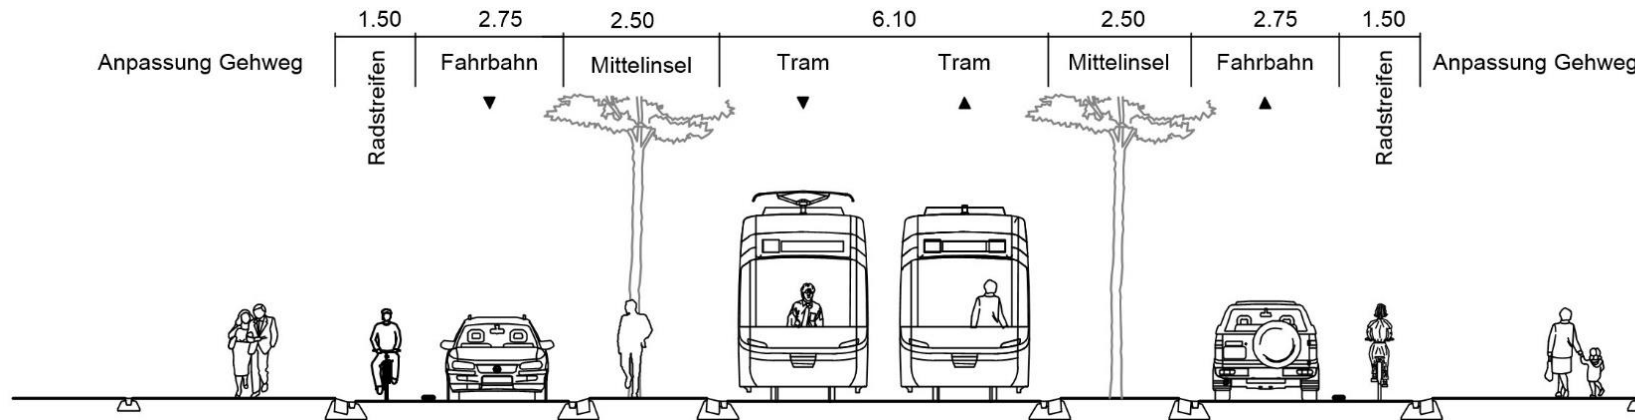 1.50 2.75 2.50 6.10 2.50 2.75 1.50
Anpassung Gehweg Radstreifen Fahrbahn Mittelinsel Tram Tram Mittelinsel Fahrbahn Radstreifen Anpassung Gehweg